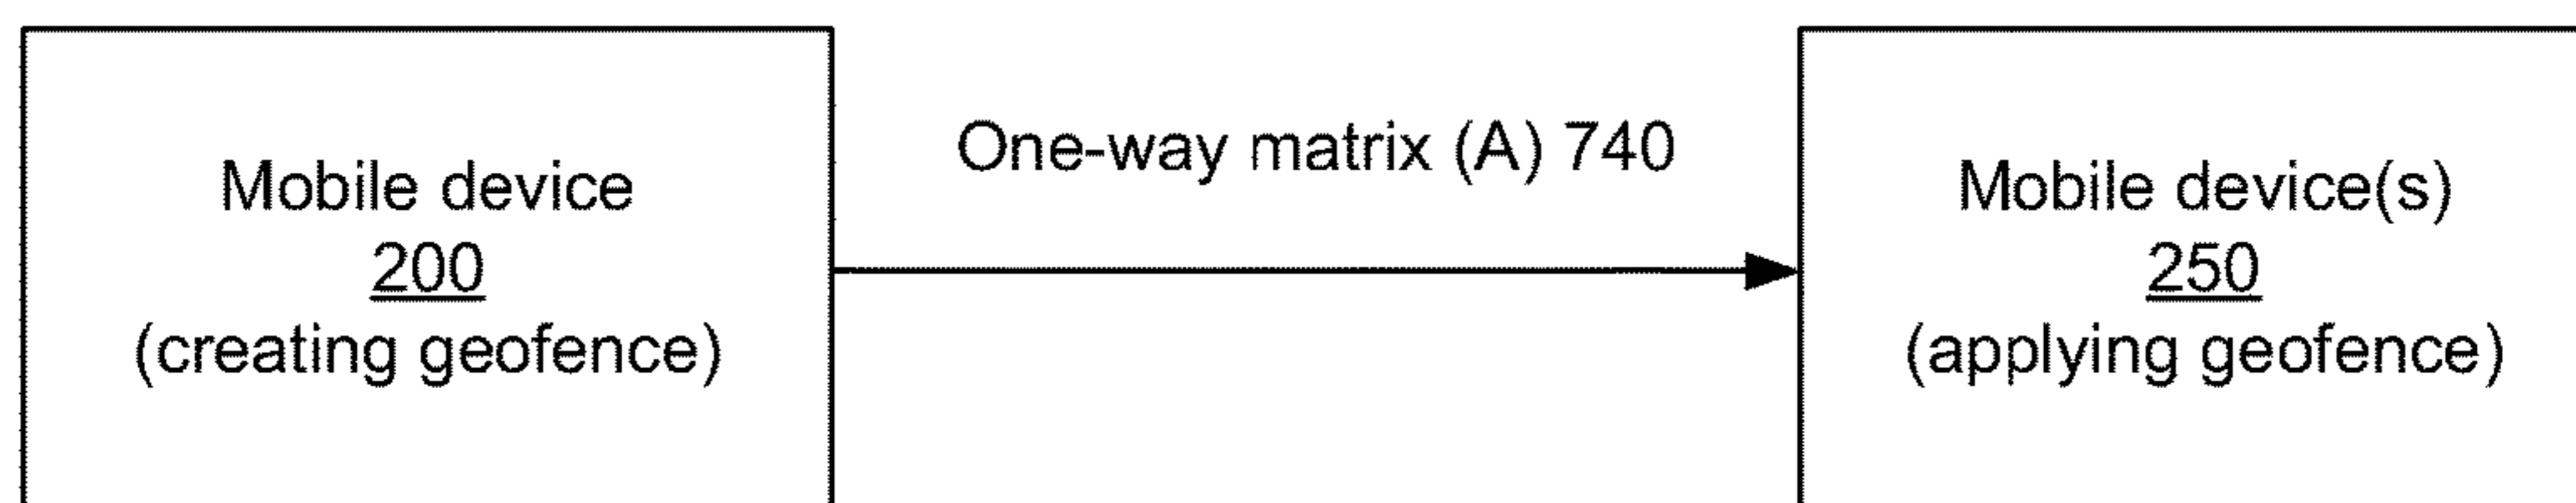 Mobile device
200
(creating geofence)
One-way matrix (A) 740
Mobile device(s)
250
(applying geofence)